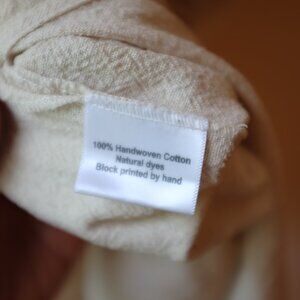 100% Handwoven Cotton
Natural dyes
Block printed by hand